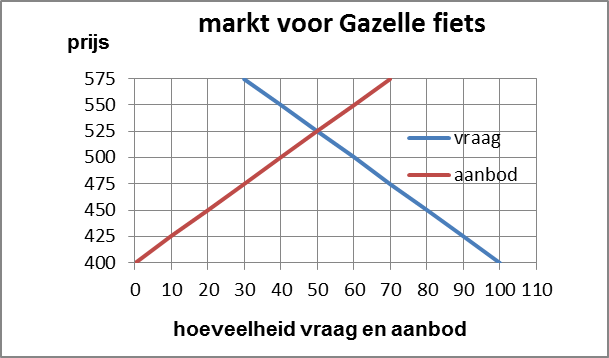 markt voor Gazelle fiets
prijs
575
550
525
500
475
450
425
400
vraag
aanbod
0 10 20 30 40 50 60 70 80 90 100 110
hoeveelheid vraag en aanbod